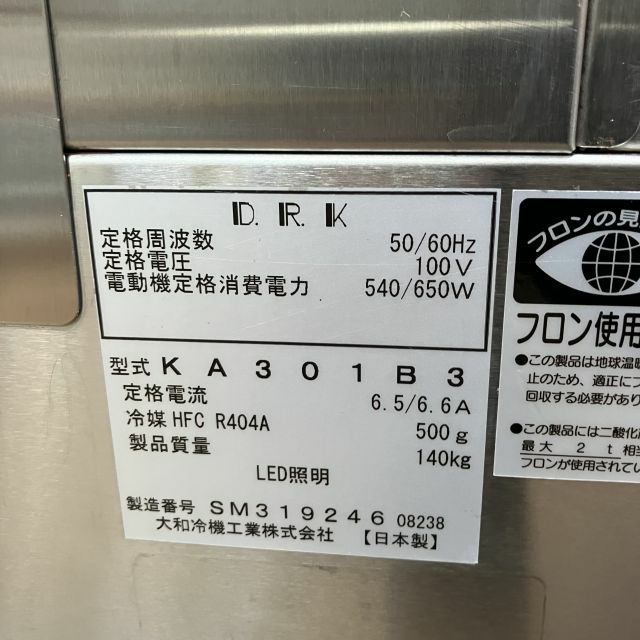 D. R. K
定格周波数 50/60Hz
定格電圧 100V
電動機定格消費電力 540/650W
型式 KA301B3
定格電流 6.5/6.6A
冷媒 HFC R404A 500g
製品質量 140kg
LED照明
製造番号 SM319246 08238
大和冷機工業株式会社 【日本製】
フロンの見
フロン使用
●この製品は地球温暖
止のため、適正にフ
回収する必要があり
●この製品には二酸化
最大 2t相当
フロンが使用されてい